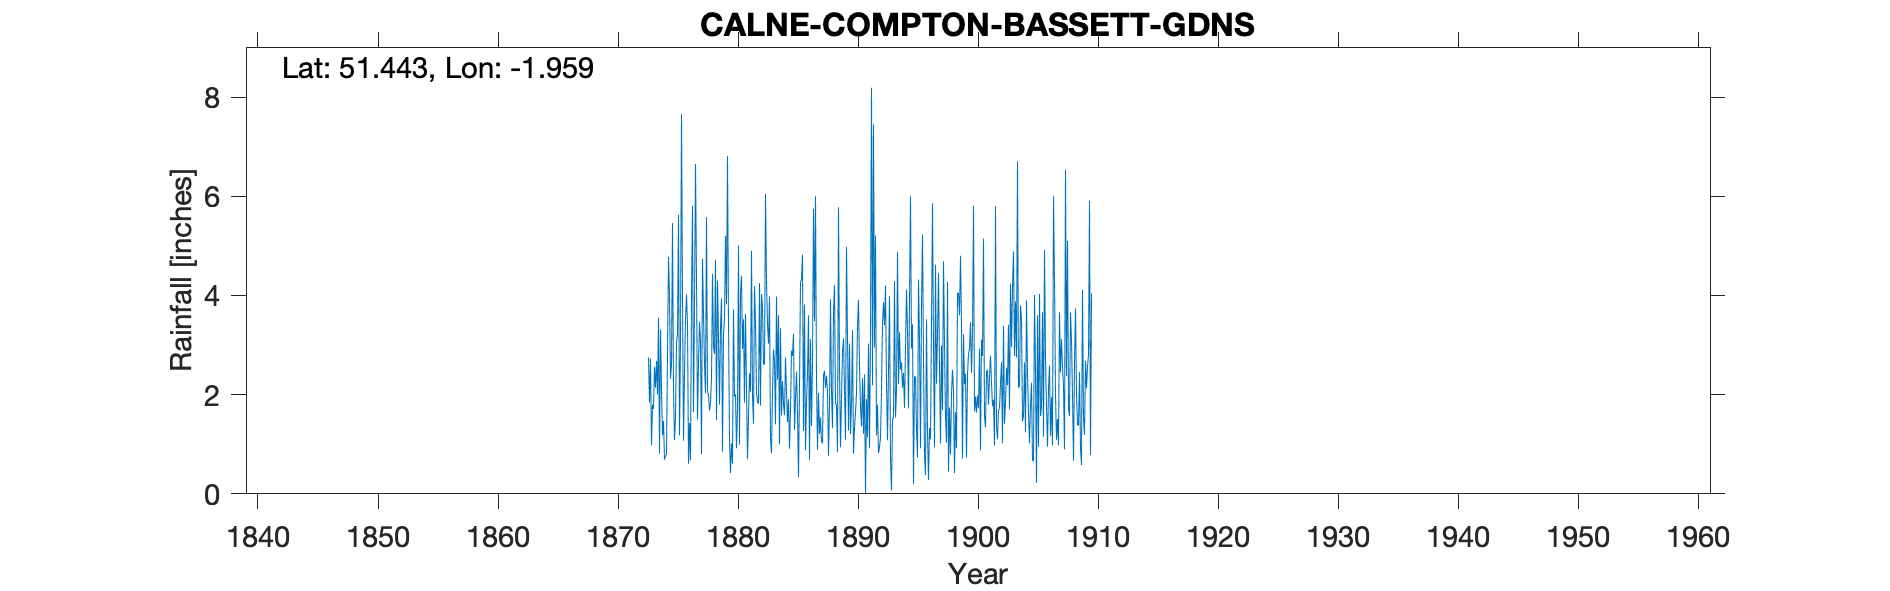 CALNE-COMPTON-BASSETT-GDNS
Lat: 51.443, Lon: -1.959
Rainfall [inches]
8
6
4
2
0
1840 1850 1860 1870 1880 1890 1900 1910 1920 1930 1940 1950 1960
Year